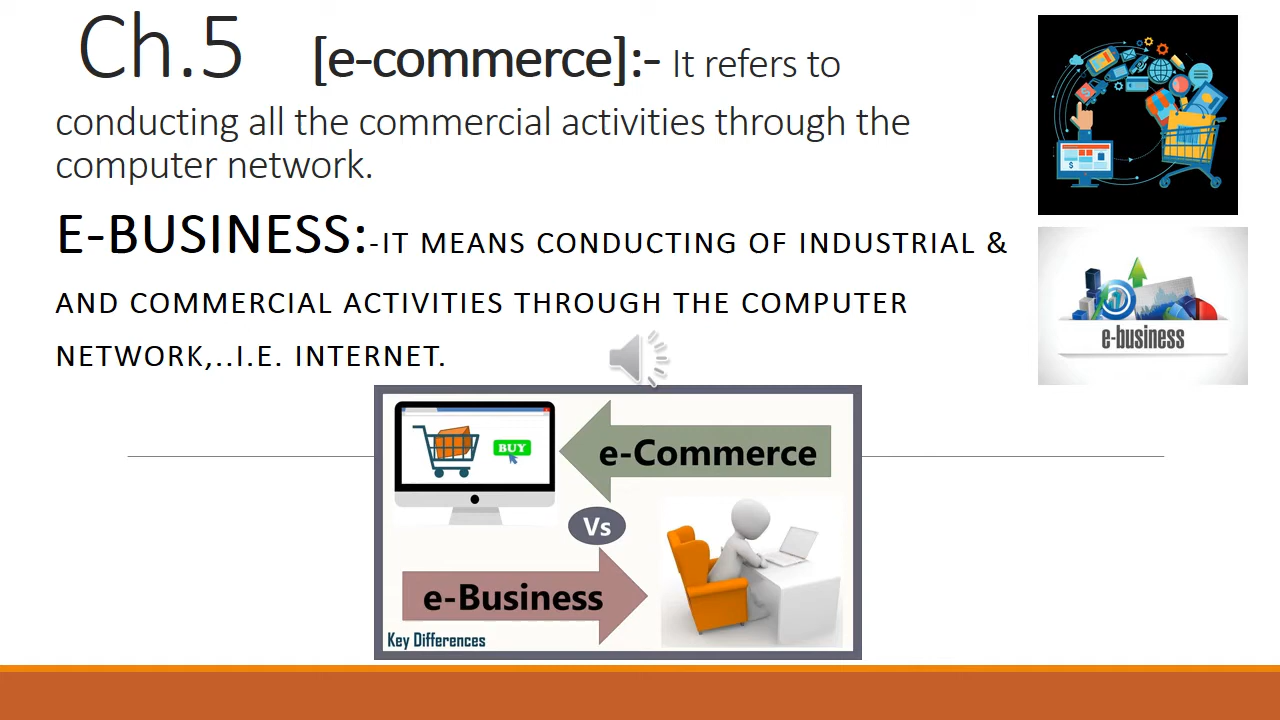 Ch.5 [e-commerce]:- It refers to
conducting all the commercial activities through the
computer network.
E-BUSINESS:-IT MEANS CONDUCTING OF INDUSTRIAL &
AND COMMERCIAL ACTIVITIES THROUGH THE COMPUTER
NETWORK,..I.E. INTERNET.
e-business
BUY
e-Commerce
Vs
e-Business
Key Differences